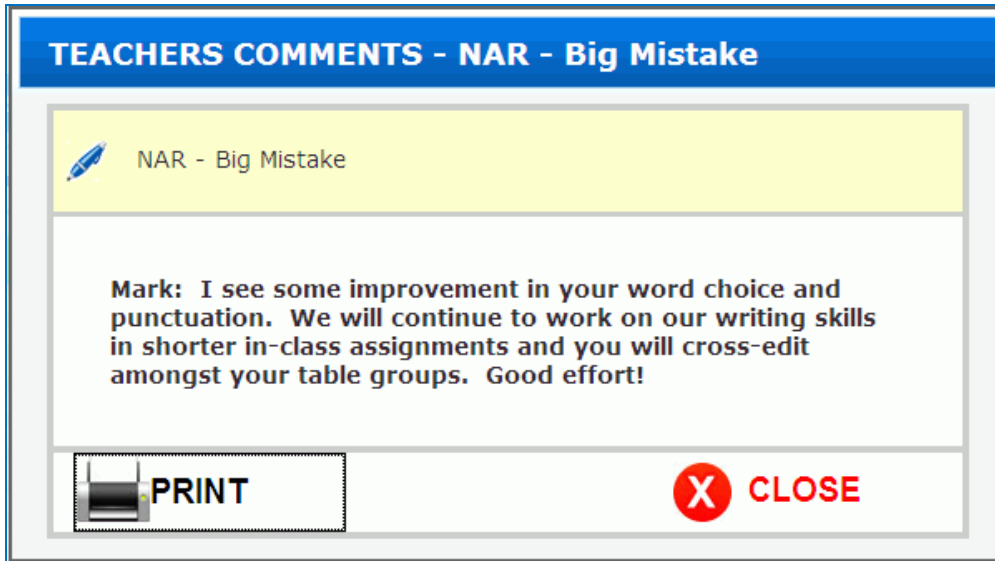 TEACHERS COMMENTS - NAR - Big Mistake
NAR - Big Mistake
Mark:  I see some improvement in your word choice and
punctuation.  We will continue to work on our writing skills
in shorter in-class assignments and you will cross-edit
amongst your table groups.  Good effort!
PRINT
X CLOSE